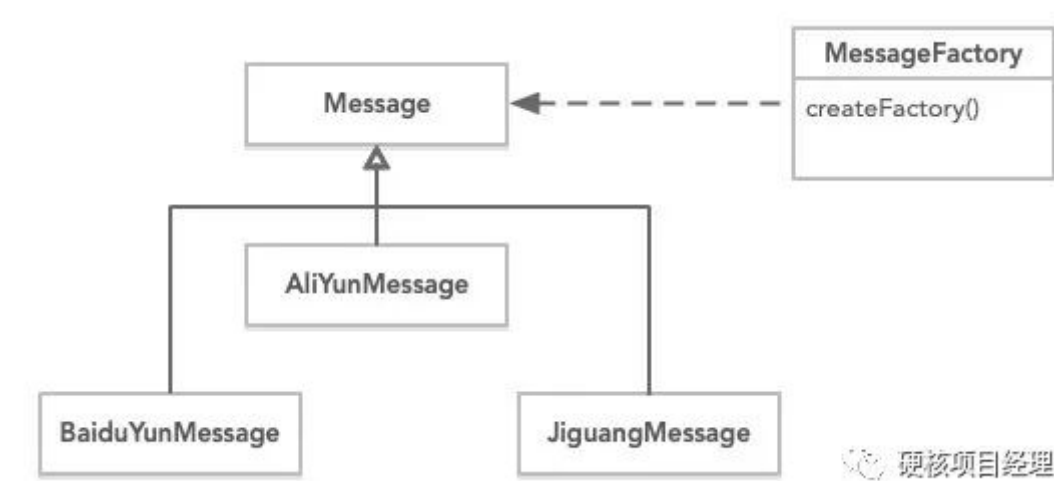 MessageFactory
Message
createFactory()
AliYunMessage
BaiduYunMessage
JiguangMessage
硬核项目经理